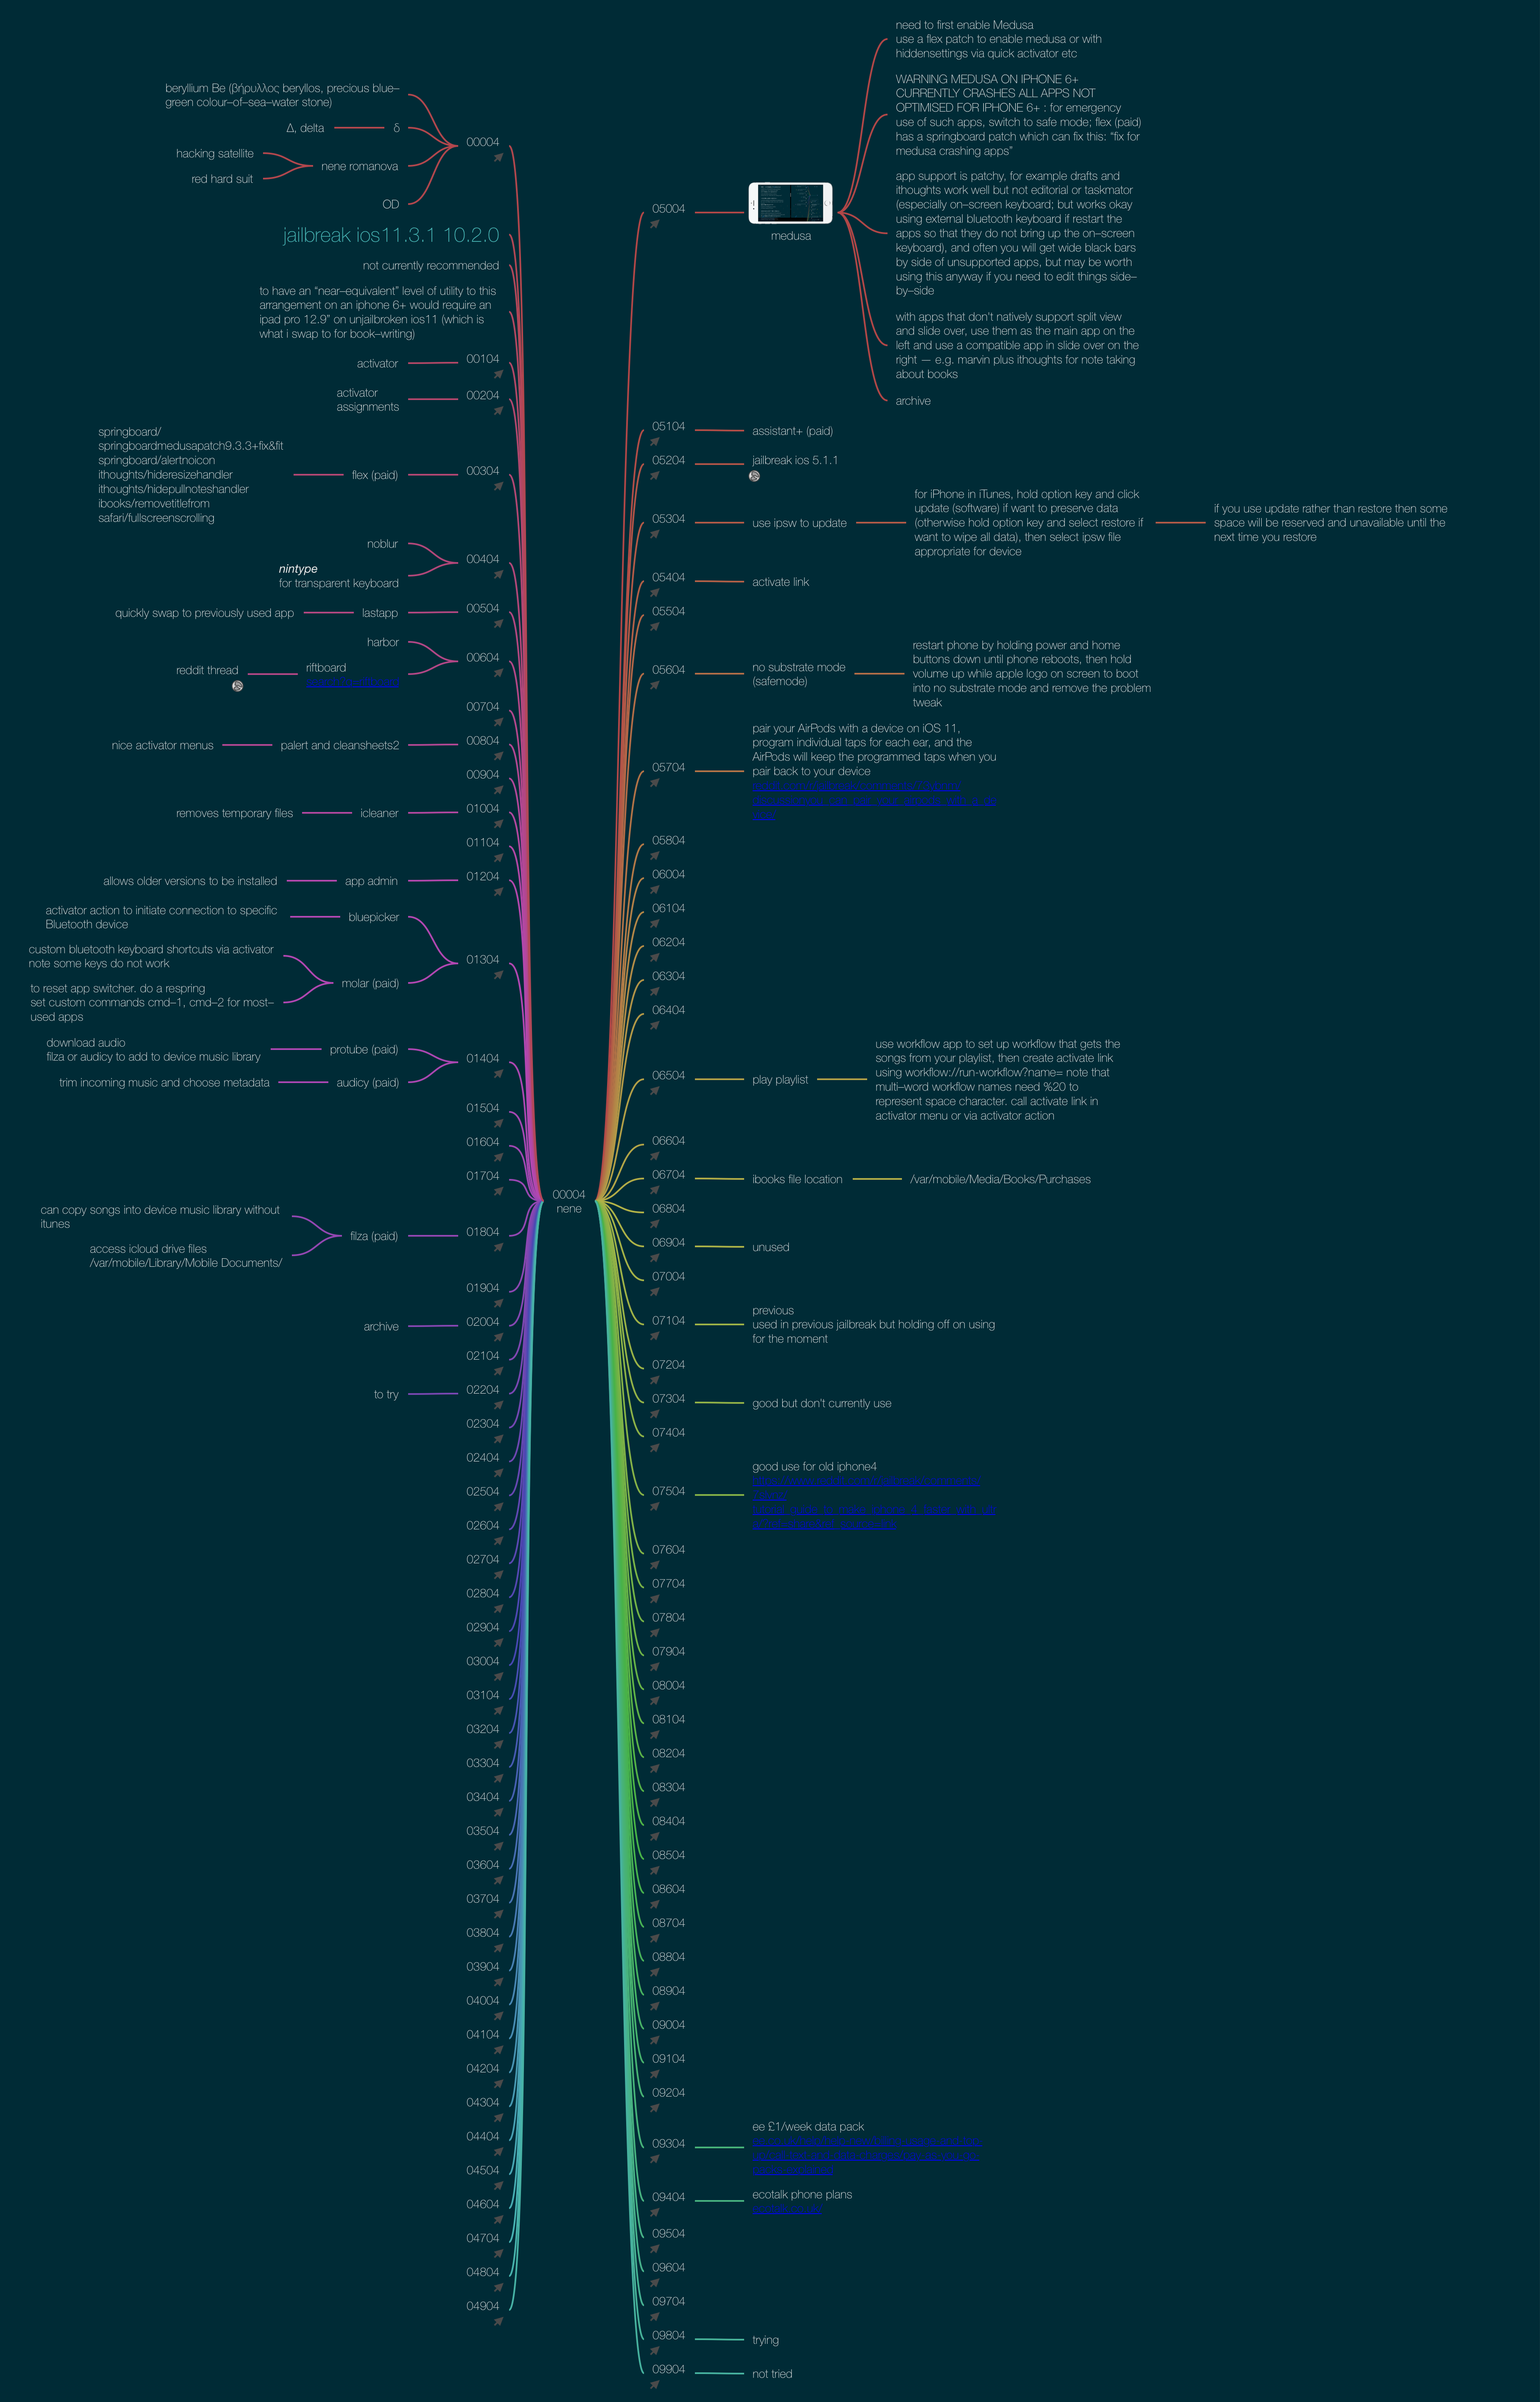 beryllium Be (βήρυλλος beryllos, precious blue–
green colour–of–sea–water stone)
Δ, delta
δ
hacking satellite
red hard suit
nene romanova
OD
00004
jailbreak ios11.3.1 10.2.0
not currently recommended
to have an “near–equivalent” level of utility to this
arrangement on an iphone 6+ would require an
ipad pro 12.9” on unjailbroken ios11 (which is
what i swap to for book–writing)
activator
00104
activator
assignments
00204
springboard/
springboardmedusapatch9.3.3+fix&fit
springboard/alertnoicon
ithoughts/hideresizehandler
ithoughts/hidepullnoteshandler
ibooks/removetitlefrom
safari/fullscreenscrolling
flex (paid)
00304
noblur
nintype
for transparent keyboard
00404
quickly swap to previously used app
lastapp
00504
harbor
reddit thread
riftboard
00604
00704
nice activator menus
palert and cleansheets2
00804
00904
removes temporary files
icleaner
01004
01104
allows older versions to be installed
app admin
01204
activator action to initiate connection to specific
Bluetooth device
bluepicker
custom bluetooth keyboard shortcuts via activator
note some keys do not work
to reset app switcher. do a respring
set custom commands cmd–1, cmd–2 for most–
used apps
molar (paid)
01304
download audio
filza or audicy to add to device music library
protube (paid)
trim incoming music and choose metadata
audicy (paid)
01404
01504
01604
01704
can copy songs into device music library without
itunes
access icloud drive files
/var/mobile/Library/Mobile Documents/
filza (paid)
01804
01904
archive
02004
02104
to try
02204
02304
02404
02504
02604
02704
02804
02904
03004
03104
03204
03304
03404
03504
03604
03704
03804
03904
04004
04104
04204
04304
04404
04504
04604
04704
04804
04904
00004
nene
05004
medusa
need to first enable Medusa
use a flex patch to enable medusa or with
hiddensettings via quick activator etc
WARNING MEDUSA ON IPHONE 6+
CURRENTLY CRASHES ALL APPS NOT
OPTIMISED FOR IPHONE 6+ : for emergency
use of such apps, switch to safe mode; flex (paid)
has a springboard patch which can fix this: “fix for
medusa crashing apps”
app support is patchy, for example drafts and
ithoughts work well but not editorial or taskmator
(especially on–screen keyboard; but works okay
using external bluetooth keyboard if restart the
apps so that they do not bring up the on–screen
keyboard), and often you will get wide black bars
by side of unsupported apps, but may be worth
using this anyway if you need to edit things side–
by–side
with apps that don't natively support split view
and slide over, use them as the main app on the
left and use a compatible app in slide over on the
right — e.g. marvin plus ithoughts for note taking
about books
archive
05104
assistant+ (paid)
05204
jailbreak ios 5.1.1
05304
use ipsw to update
for iPhone in iTunes, hold option key and click
update (software) if want to preserve data
(otherwise hold option key and select restore if
want to wipe all data), then select ipsw file
appropriate for device
if you use update rather than restore then some
space will be reserved and unavailable until the
next time you restore
05404
activate link
05504
05604
no substrate mode
(safemode)
restart phone by holding power and home
buttons down until phone reboots, then hold
volume up while apple logo on screen to boot
into no substrate mode and remove the problem
tweak
05704
pair your AirPods with a device on iOS 11,
program individual taps for each ear, and the
AirPods will keep the programmed taps when you
pair back to your device
05804
06004
06104
06204
06304
06404
06504
play playlist
use workflow app to set up workflow that gets the
songs from your playlist, then create activate link
using workflow://run-workflow?name= note that
multi–word workflow names need %20 to
represent space character. call activate link in
activator menu or via activator action
06604
06704
ibooks file location
/var/mobile/Media/Books/Purchases
06804
06904
unused
07004
07104
previous
used in previous jailbreak but holding off on using
for the moment
07204
07304
good but don't currently use
07404
07504
good use for old iphone4
07604
07704
07804
07904
08004
08104
08204
08304
08404
08504
08604
08704
08804
08904
09004
09104
09204
09304
ee £1/week data pack
09404
ecotalk phone plans
09504
09604
09704
09804
trying
09904
not tried